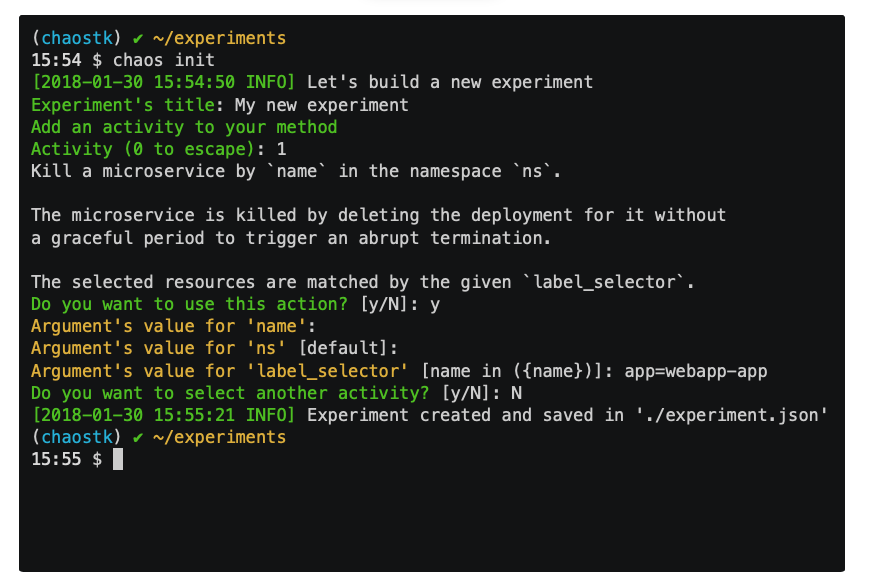 (chaostk) ✔ ~/experiments
15:54 $ chaos init
[2018-01-30 15:54:50 INFO] Let's build a new experiment
Experiment's title: My new experiment
Add an activity to your method
Activity (0 to escape): 1
Kill a microservice by `name` in the namespace `ns`.
The microservice is killed by deleting the deployment for it without
a graceful period to trigger an abrupt termination.
The selected resources are matched by the given `label_selector`.
Do you want to use this action? [y/N]: y
Argument's value for 'name':
Argument's value for 'ns' [default]:
Argument's value for 'label_selector' [name in ({name})]: app=webapp-app
Do you want to select another activity? [y/N]: N
[2018-01-30 15:55:21 INFO] Experiment created and saved in './experiment.json'
(chaostk) ✔ ~/experiments
15:55 $